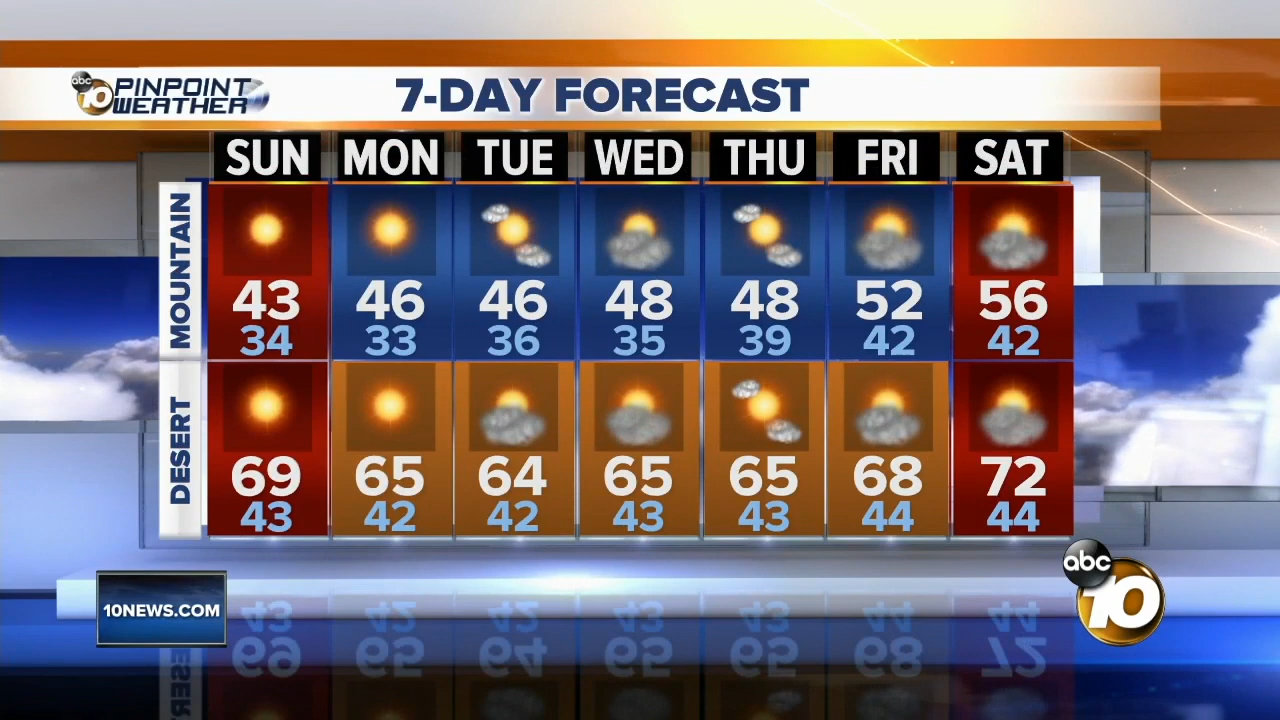 abc
10 PINPOINT
WEATHER
7-DAY FORECAST
SUN MON TUE WED THU FRI SAT
MOUNTAIN
43 46 46 48 48 52 56
34 33 36 35 39 42 42
DESERT
69 65 64 65 65 68 72
43 42 42 43 43 44 44
10NEWS.COM
abc
10